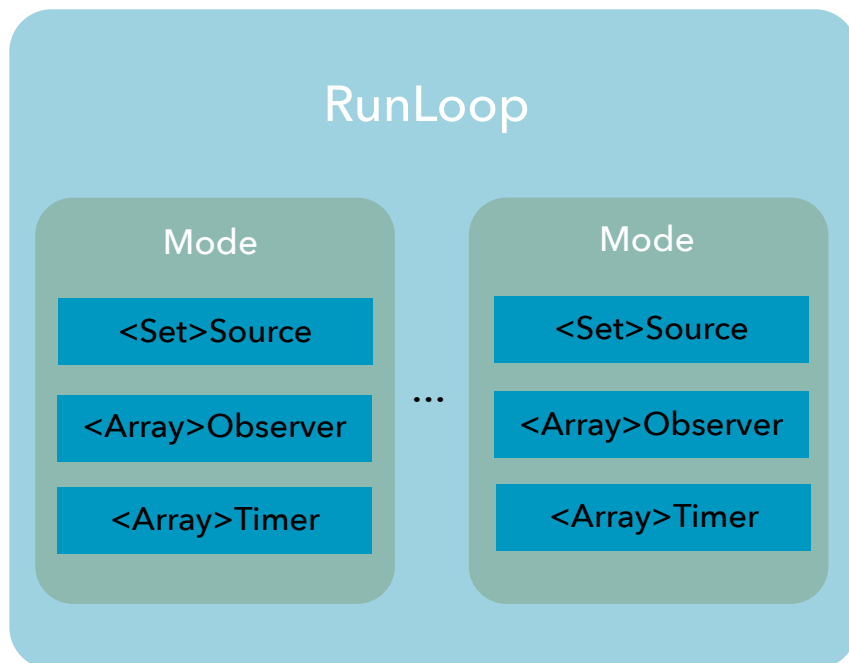 RunLoop
Mode
<Set>Source
<Array>Observer
<Array>Timer
...
Mode
<Set>Source
<Array>Observer
<Array>Timer